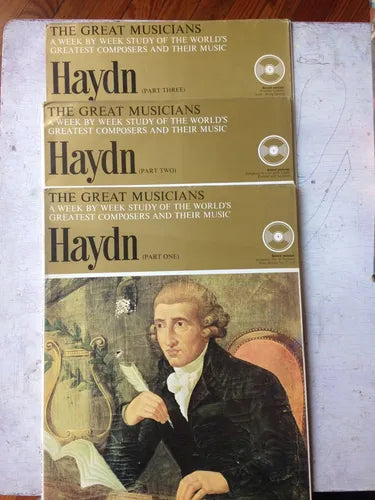 THE GREAT MUSICIANS
A WEEK BY WEEK STUDY OF THE WORLD'S
GREATEST COMPOSERS AND THEIR MUSIC
Haydn (PART THREE)
THE GREAT MUSICIANS
A WEEK BY WEEK STUDY OF THE WORLD'S
GREATEST COMPOSERS AND THEIR MUSIC
Haydn (PART TWO)
THE GREAT MUSICIANS
A WEEK BY WEEK STUDY OF THE WORLD'S
GREATEST COMPOSERS AND THEIR MUSIC
Haydn (PART ONE)